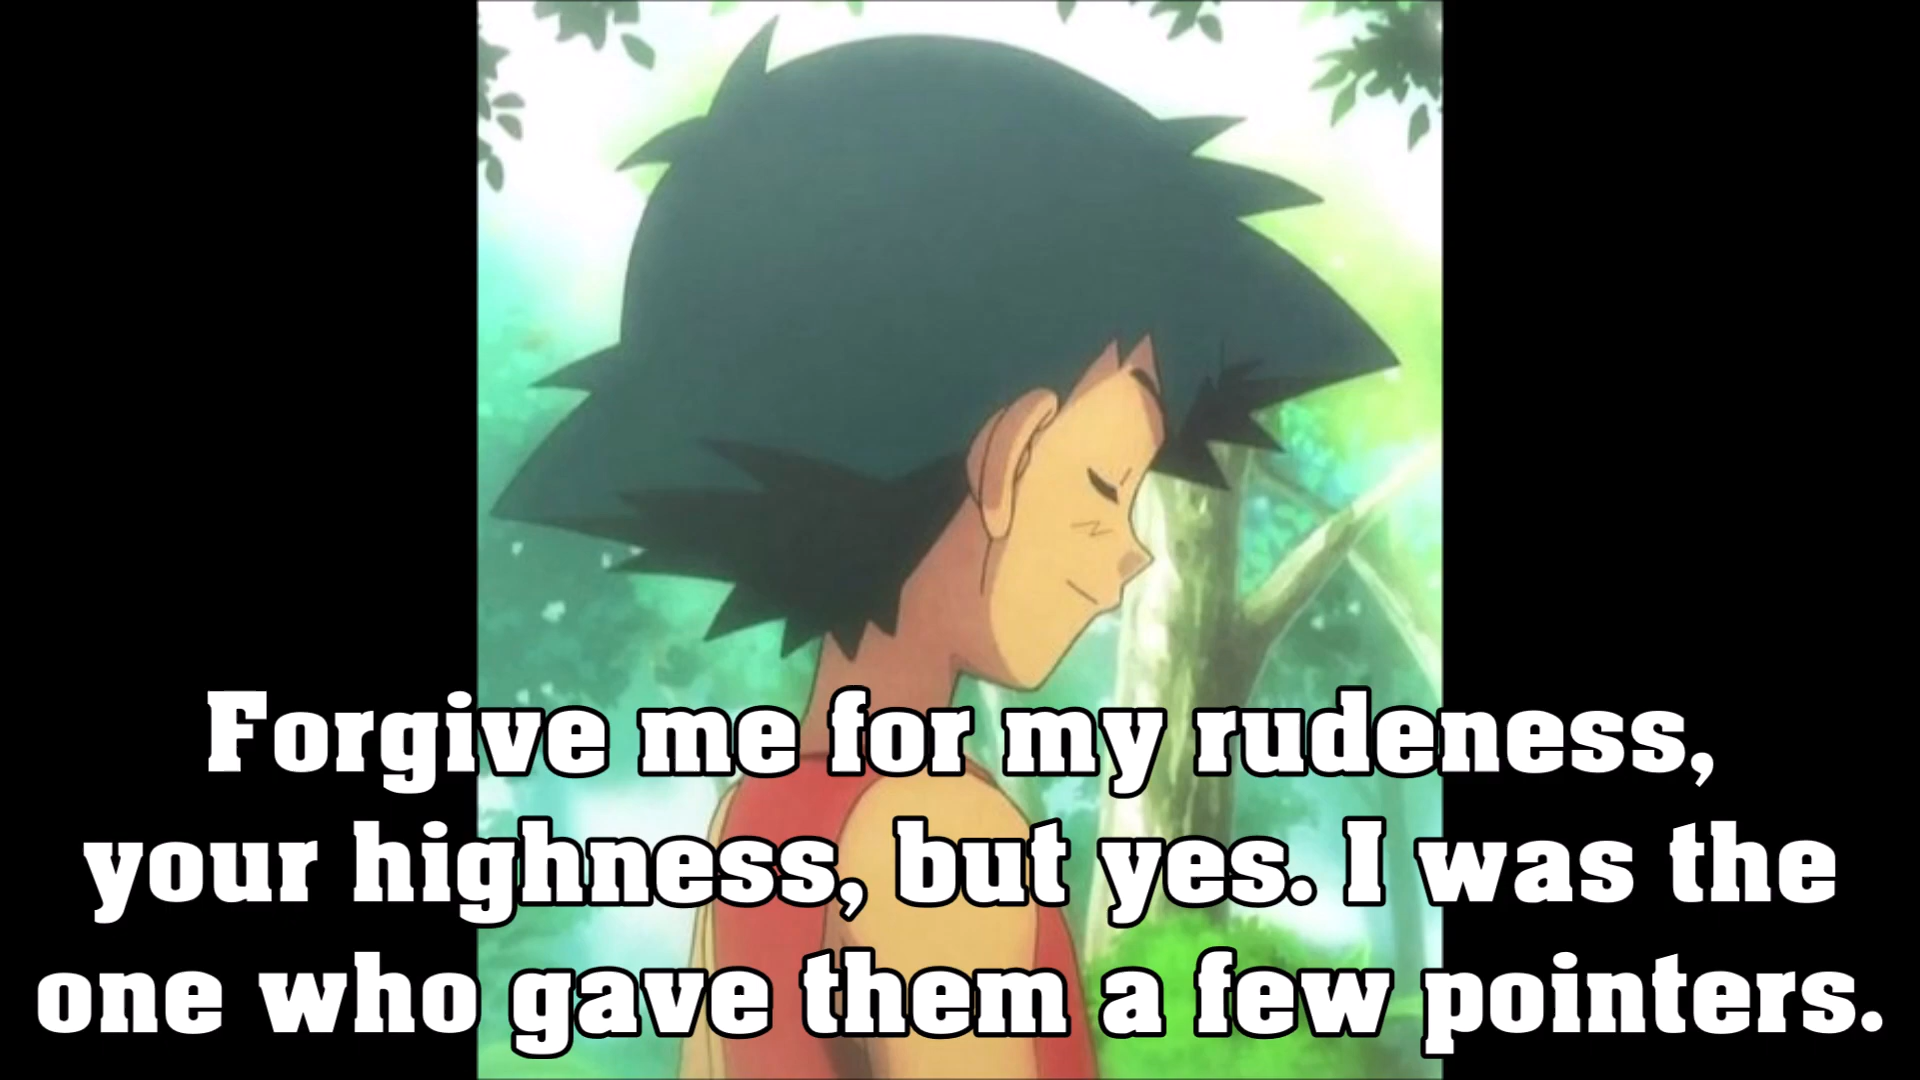 Forgive me for my rudeness,
your highness, but yes. I was the
one who gave them a few pointers.